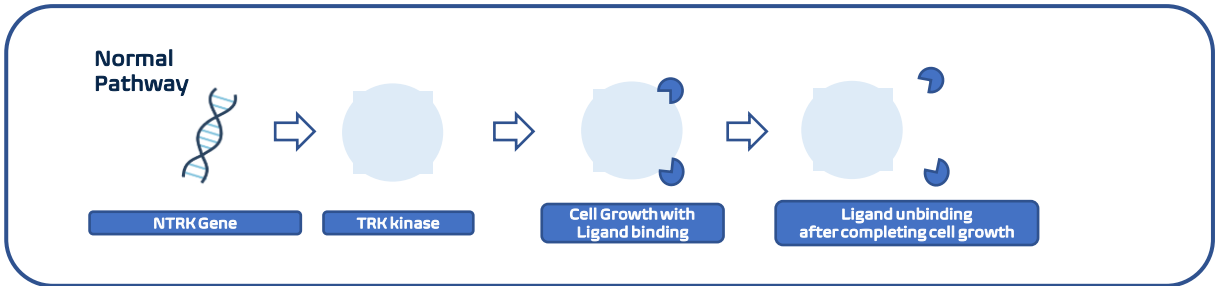 Normal
Pathway
NTRK Gene
TRK kinase
Cell Growth with
Ligand binding
Ligand unbinding
after completing cell growth